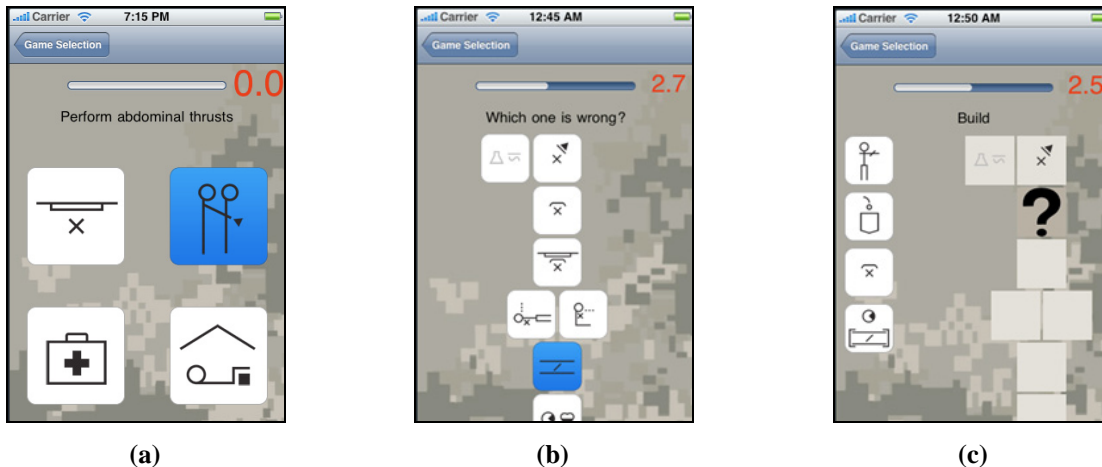 Carrier 7:15 PM
Game Selection
0.0
Perform abdominal thrusts
(a)
Carrier 12:45 AM
Game Selection
2.7
Which one is wrong?
(b)
Carrier 12:50 AM
Game Selection
2.5
Build
?
(c)